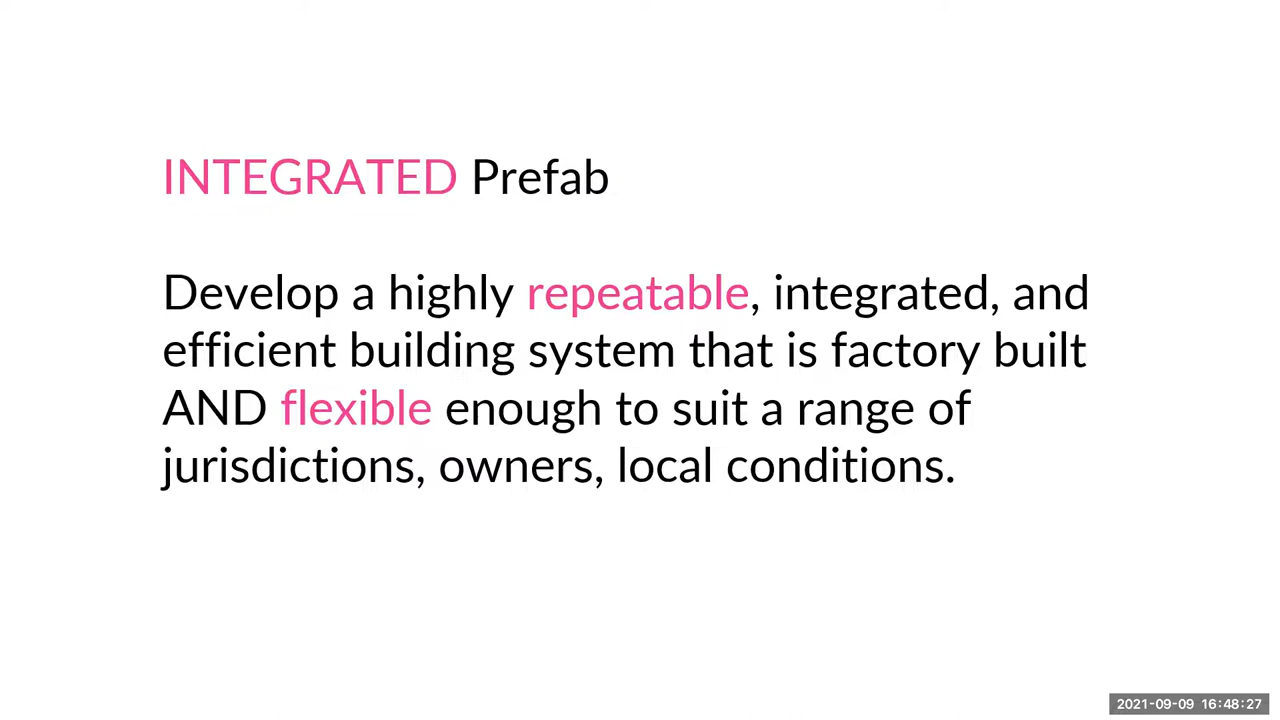 INTEGRATED Prefab
Develop a highly repeatable, integrated, and
efficient building system that is factory built
AND flexible enough to suit a range of
jurisdictions, owners, local conditions.
2021-09-09 16:48:27